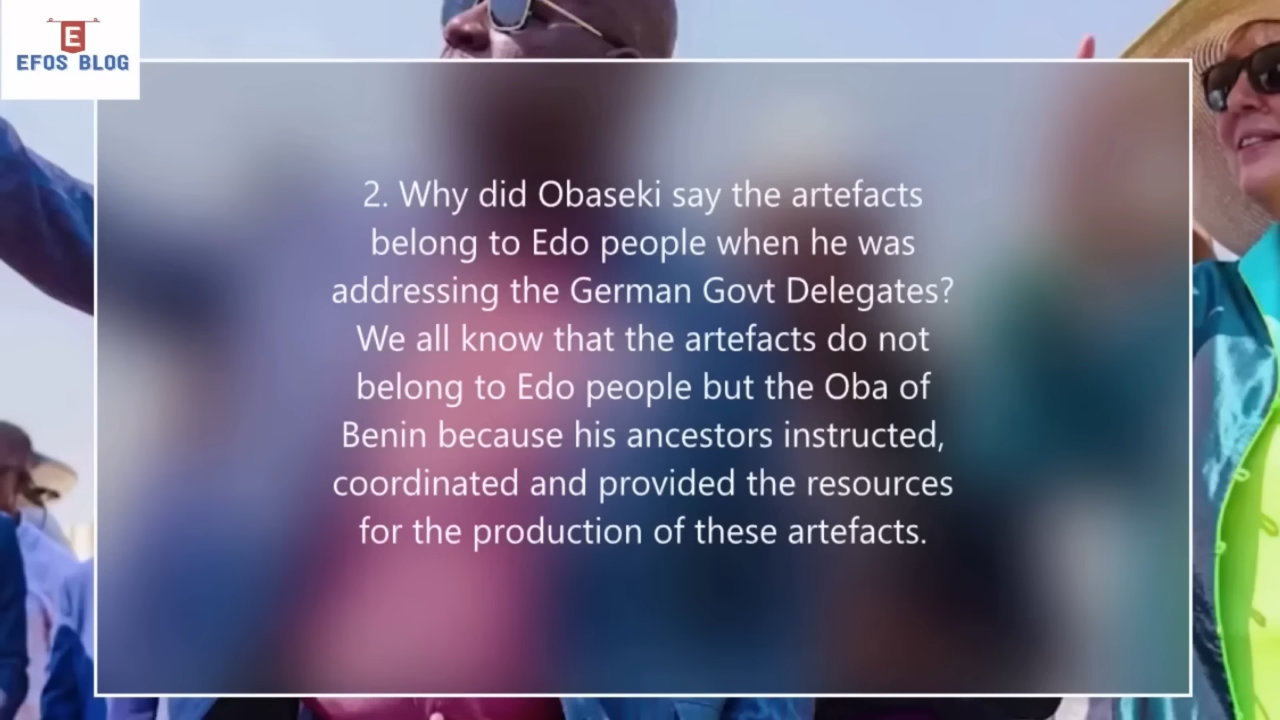 E
EFOS BLOG
2. Why did Obaseki say the artefacts
belong to Edo people when he was
addressing the German Govt Delegates?
We all know that the artefacts do not
belong to Edo people but the Oba of
Benin because his ancestors instructed,
coordinated and provided the resources
for the production of these artefacts.